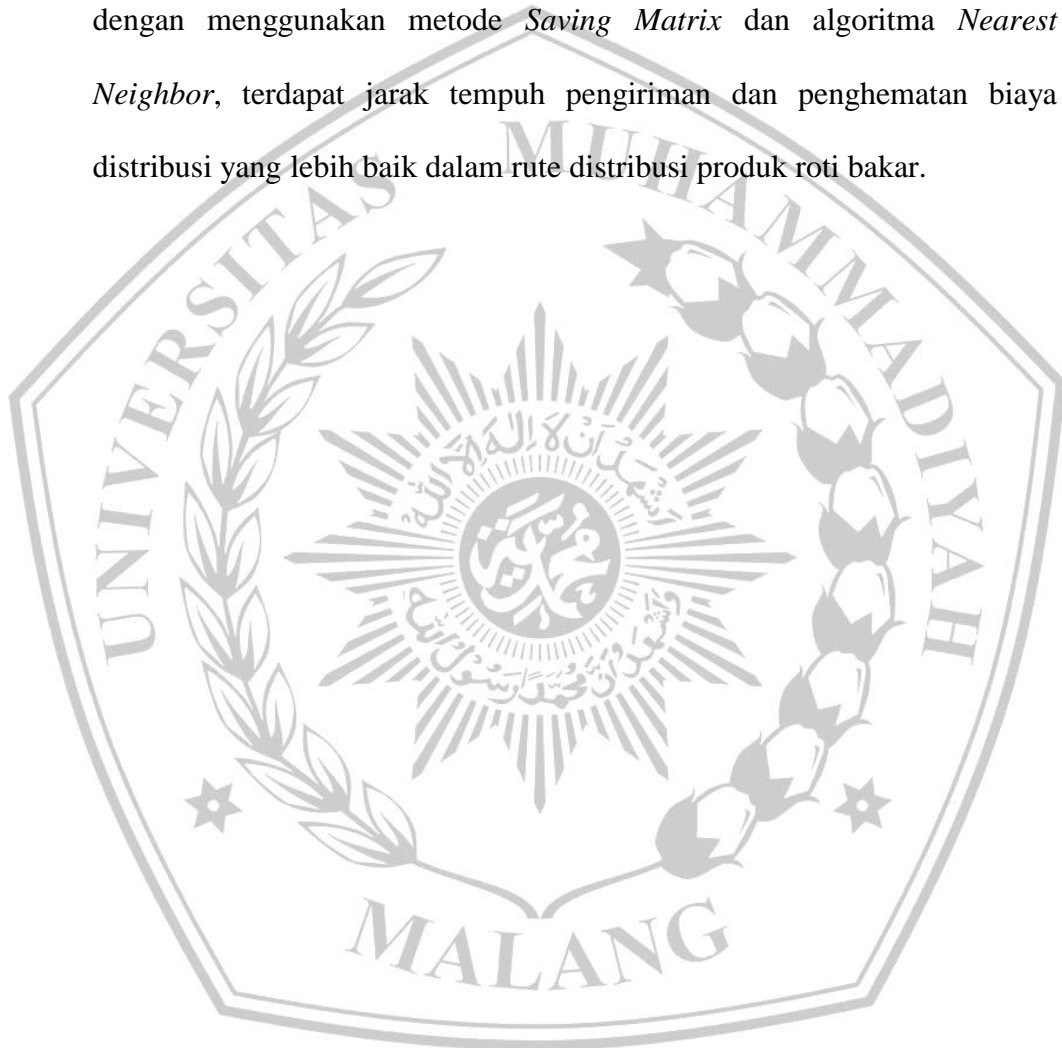 dengan menggunakan metode Saving Matrix dan algoritma Nearest
Neighbor, terdapat jarak tempuh pengiriman dan penghematan biaya
distribusi yang lebih baik dalam rute distribusi produk roti bakar.
UNIVERSITAS MUHAMMADIYAH
MALANG